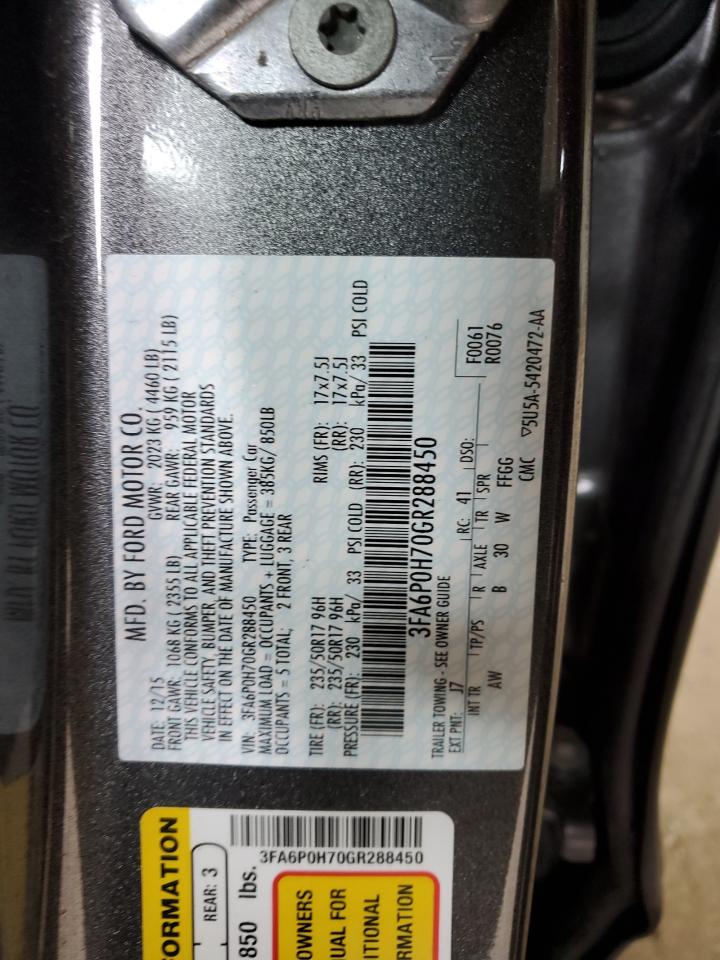 MFD. BY FORD MOTOR CO.
DATE: 12/15 GVWR: 2023 KG ( 4460 LB)
FRONT GAWR: 1068 KG ( 2355 LB) REAR GAWR: 959 KG ( 2115 LB)
THIS VEHICLE CONFORMS TO ALL APPLICABLE FEDERAL MOTOR
VEHICLE SAFETY, BUMPER, AND THEFT PREVENTION STANDARDS
IN EFFECT ON THE DATE OF MANUFACTURE SHOWN ABOVE.
VIN: 3FA6P0H70GR288450 TYPE: Passenger Car
MAXIMUM LOAD = OCCUPANTS + LUGGAGE = 385KG/ 850LB
OCCUPANTS = 5 TOTAL; 2 FRONT, 3 REAR
TIRE (FR): 235/50R17 96H RIMS (FR): 17x7.5J
(RR): 235/50R17 96H (RR): 17x7.5J
PRESSURE (FR): 230 kPa/ 33 PSI COLD (RR): 230 kPa/ 33 PSI COLD
3FA6P0H70GR288450
TRAILER TOWING - SEE OWNER GUIDE
F0061
R0076
EXT PNT: J7 RC: 41 DSO:
INT TR TP/PS R AXLE TR SPR
AW B 30 W FFGG
CMC ▽5U5A-5420472-AA
ORMATION
REAR: 3
850 lbs.
3FA6P0H70GR288450
OWNERS
UAL FOR
ITIONAL
RMATION